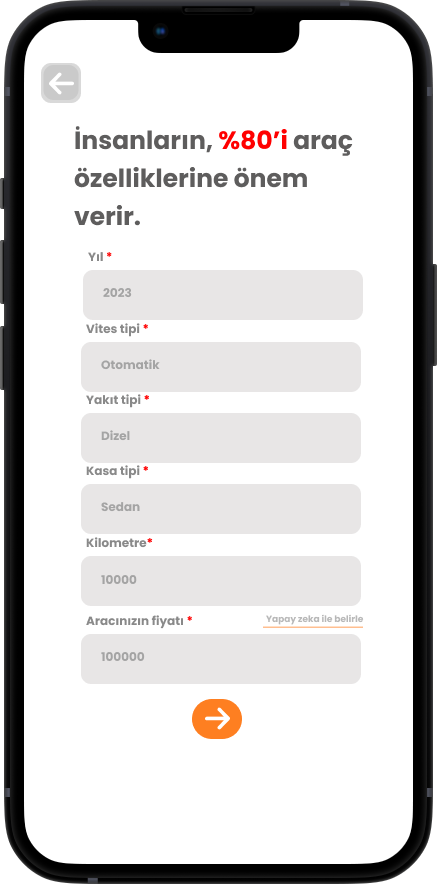 İnsanların, %80’i araç
özelliklerine önem
verir.
Yıl *
2023
Vites tipi *
Otomatik
Yakıt tipi *
Dizel
Kasa tipi *
Sedan
Kilometre*
10000
Aracınızın fiyatı * Yapay zeka ile belirle
100000